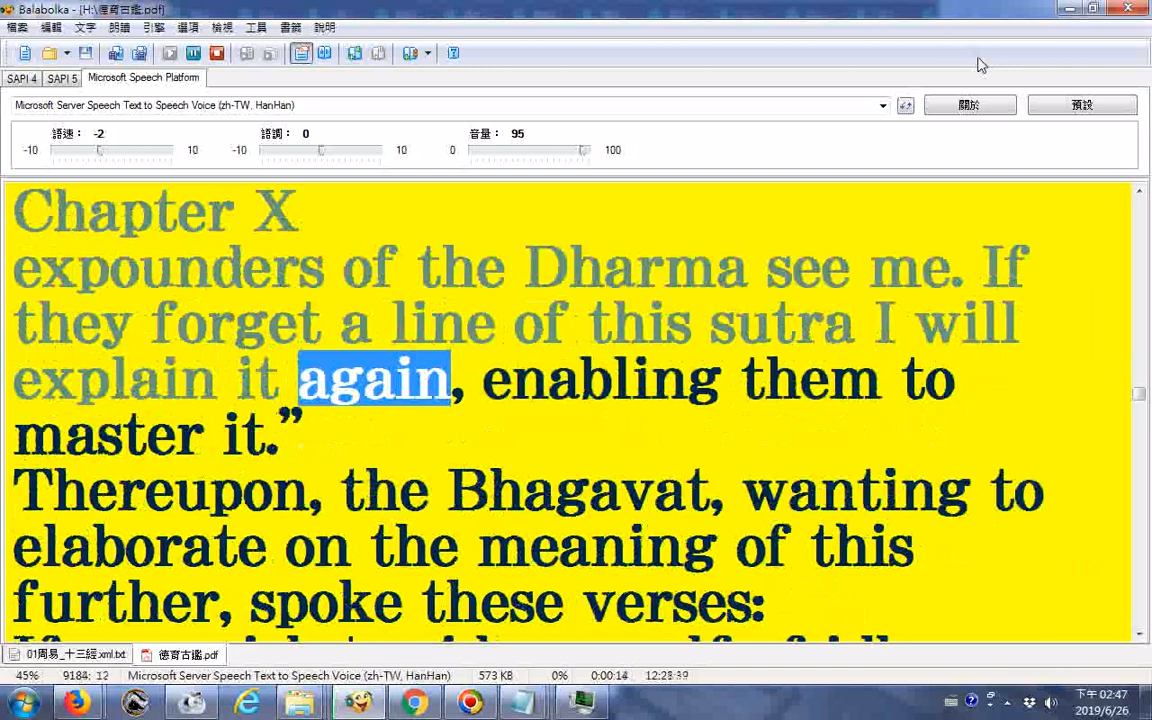 Balabolka - [H:\德育古鑑.pdf]
檔案 編輯 文字 朗讀 引擎 選項 檢視 工具 書籤 說明
SAPI 4 SAPI 5 Microsoft Speech Platform
Microsoft Server Speech Text to Speech Voice (zh-TW, HanHan) 關於 預設
語速： -2 語調： 0 音量： 95
-10 10 -10 10 0 100
Chapter X
expounders of the Dharma see me. If
they forget a line of this sutra I will
explain it again, enabling them to
master it.”
Thereupon, the Bhagavat, wanting to
elaborate on the meaning of this
further, spoke these verses:
01周易_十三經.xml.txt 德育古鑑.pdf
45% 9184: 12 Microsoft Server Speech Text to Speech Voice (zh-TW, HanHan) 573 KB 0% 0:00:14 12:28:39
下午 02:47
2019/6/26